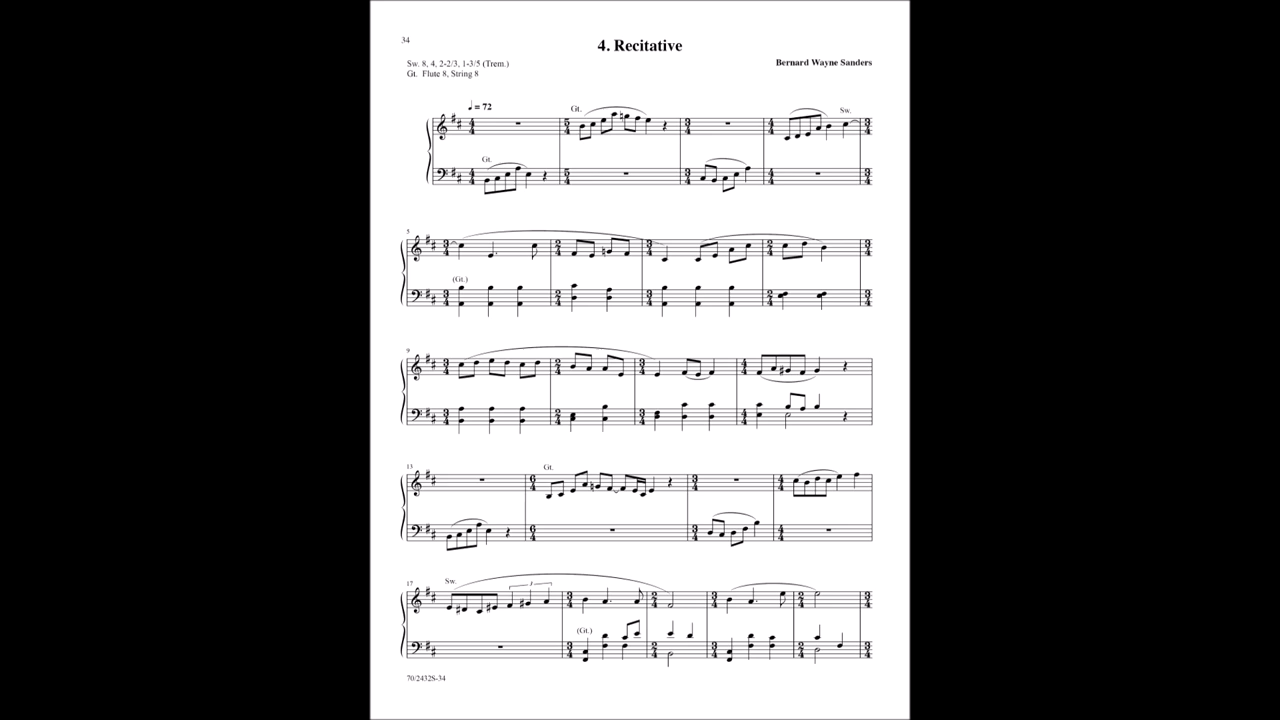 34
4. Recitative
Sw. 8, 4, 2-2/3, 1-3/5 (Trem.)
Bernard Wayne Sanders
Gt. Flute 8, String 8
♩ = 72
Gt.
Sw.
Gt.
5
(Gt.)
9
13
Gt.
17
Sw.
3
(Gt.)
70/2432S-34